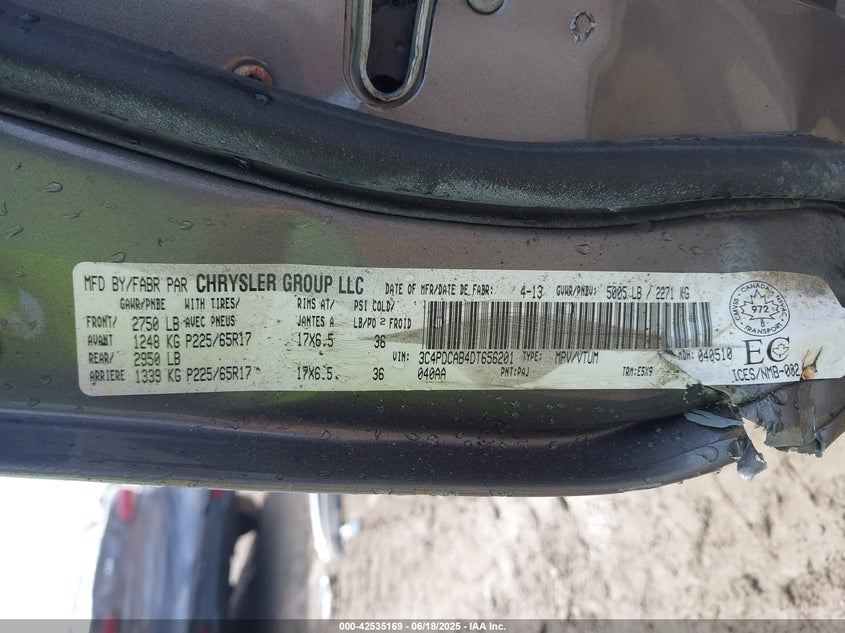 MFD BY/FABR PAR CHRYSLER GROUP LLC DATE OF MFR/DATE DE FABR: 4-13 GVWR/PNBV: 5005 LB / 2271 KG
GAWR/PNBE WITH TIRES/ RIMS AT/ PSI COLD/
FRONT/ 2750 LB AVEC PNEUS JANTES A LB/PO 2 FROID
AVANT 1248 KG P225/65R17 17X6.5 36
REAR/ 2950 LB
ARRIERE 1339 KG P225/65R17 17X6.5 36
VIN: 3C4PDCAB4DT656201 TYPE: MPV/VTUM MDH: 040510
040AA PNT:PAJ TRM:E5X9
CANADA
CMVSS NSVAC
972
TRANSPORT
EC
ICES/NMB-002
000-42535169 - 06/18/2025 - IAA Inc.